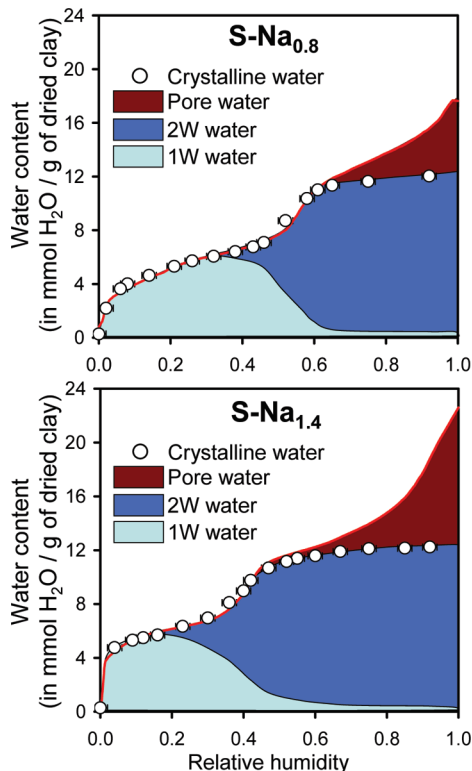 S-Na0.8
Crystalline water
Pore water
2W water
1W water
Water content
(in mmol H2O / g of dried clay)
24
20
16
12
8
4
0
0.0 0.2 0.4 0.6 0.8 1.0
S-Na1.4
Crystalline water
Pore water
2W water
1W water
Water content
(in mmol H2O / g of dried clay)
24
20
16
12
8
4
0
0.0 0.2 0.4 0.6 0.8 1.0
Relative humidity